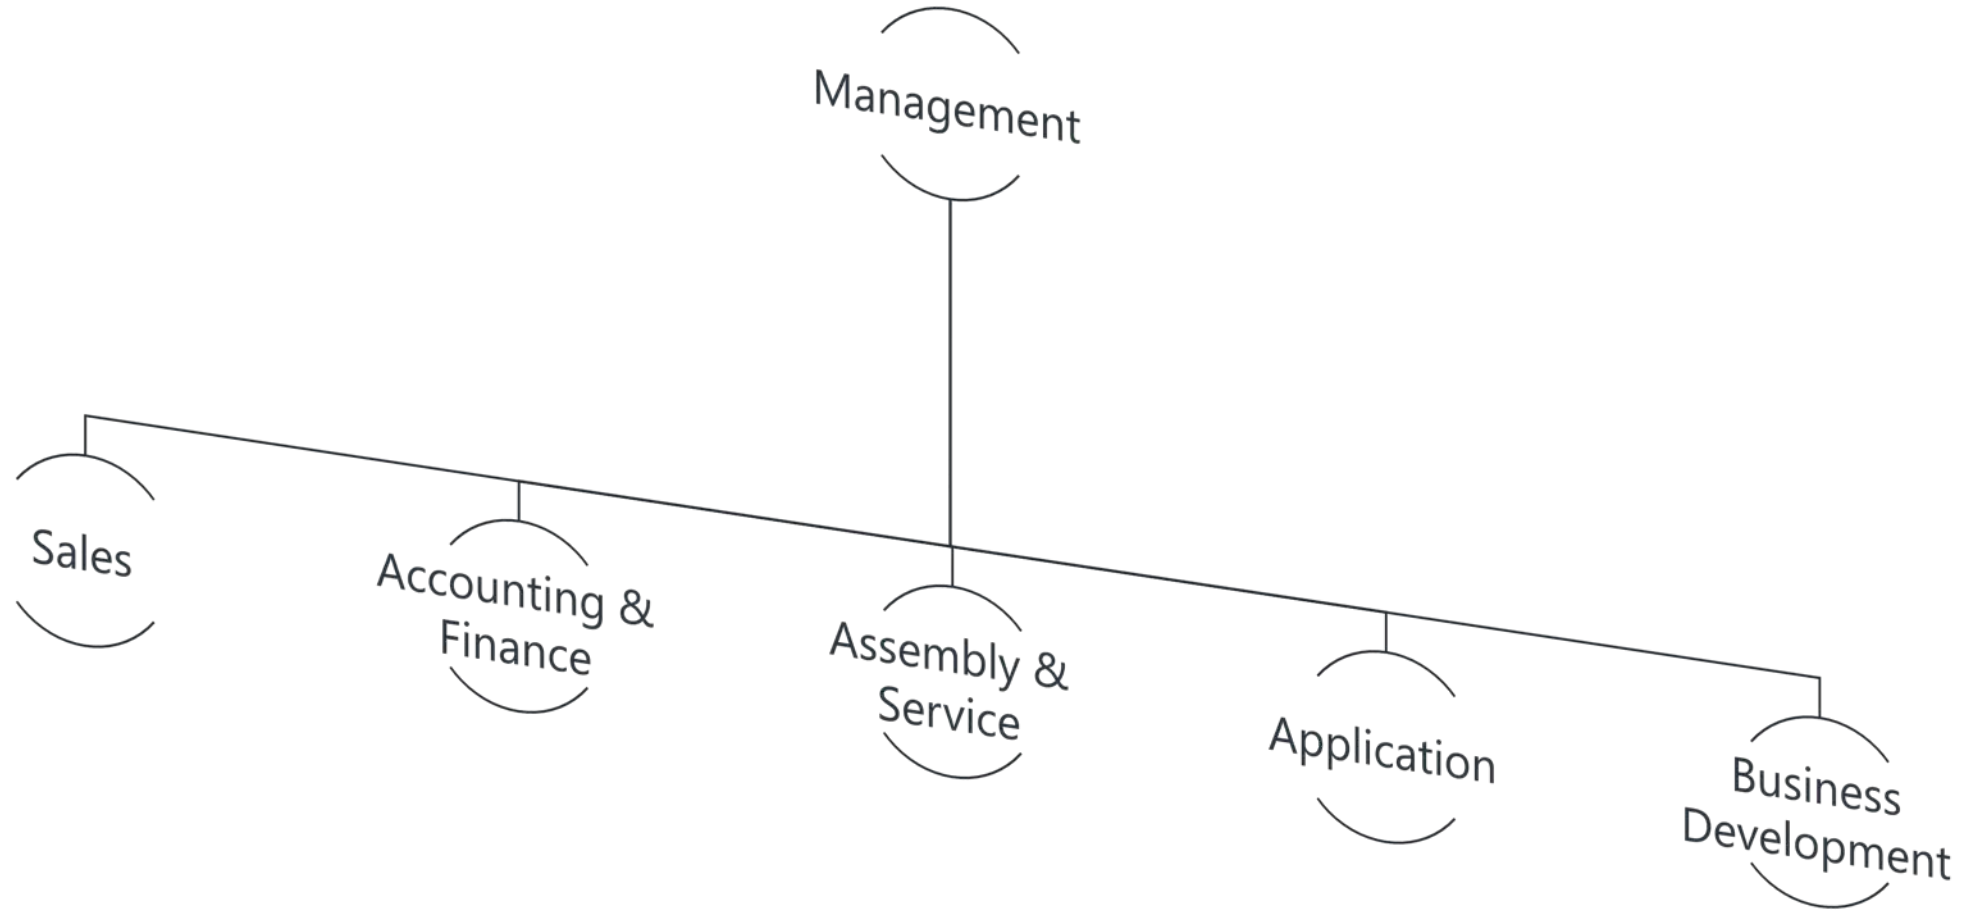 Management
Sales
Accounting &
Finance
Assembly &
Service
Application
Business
Development